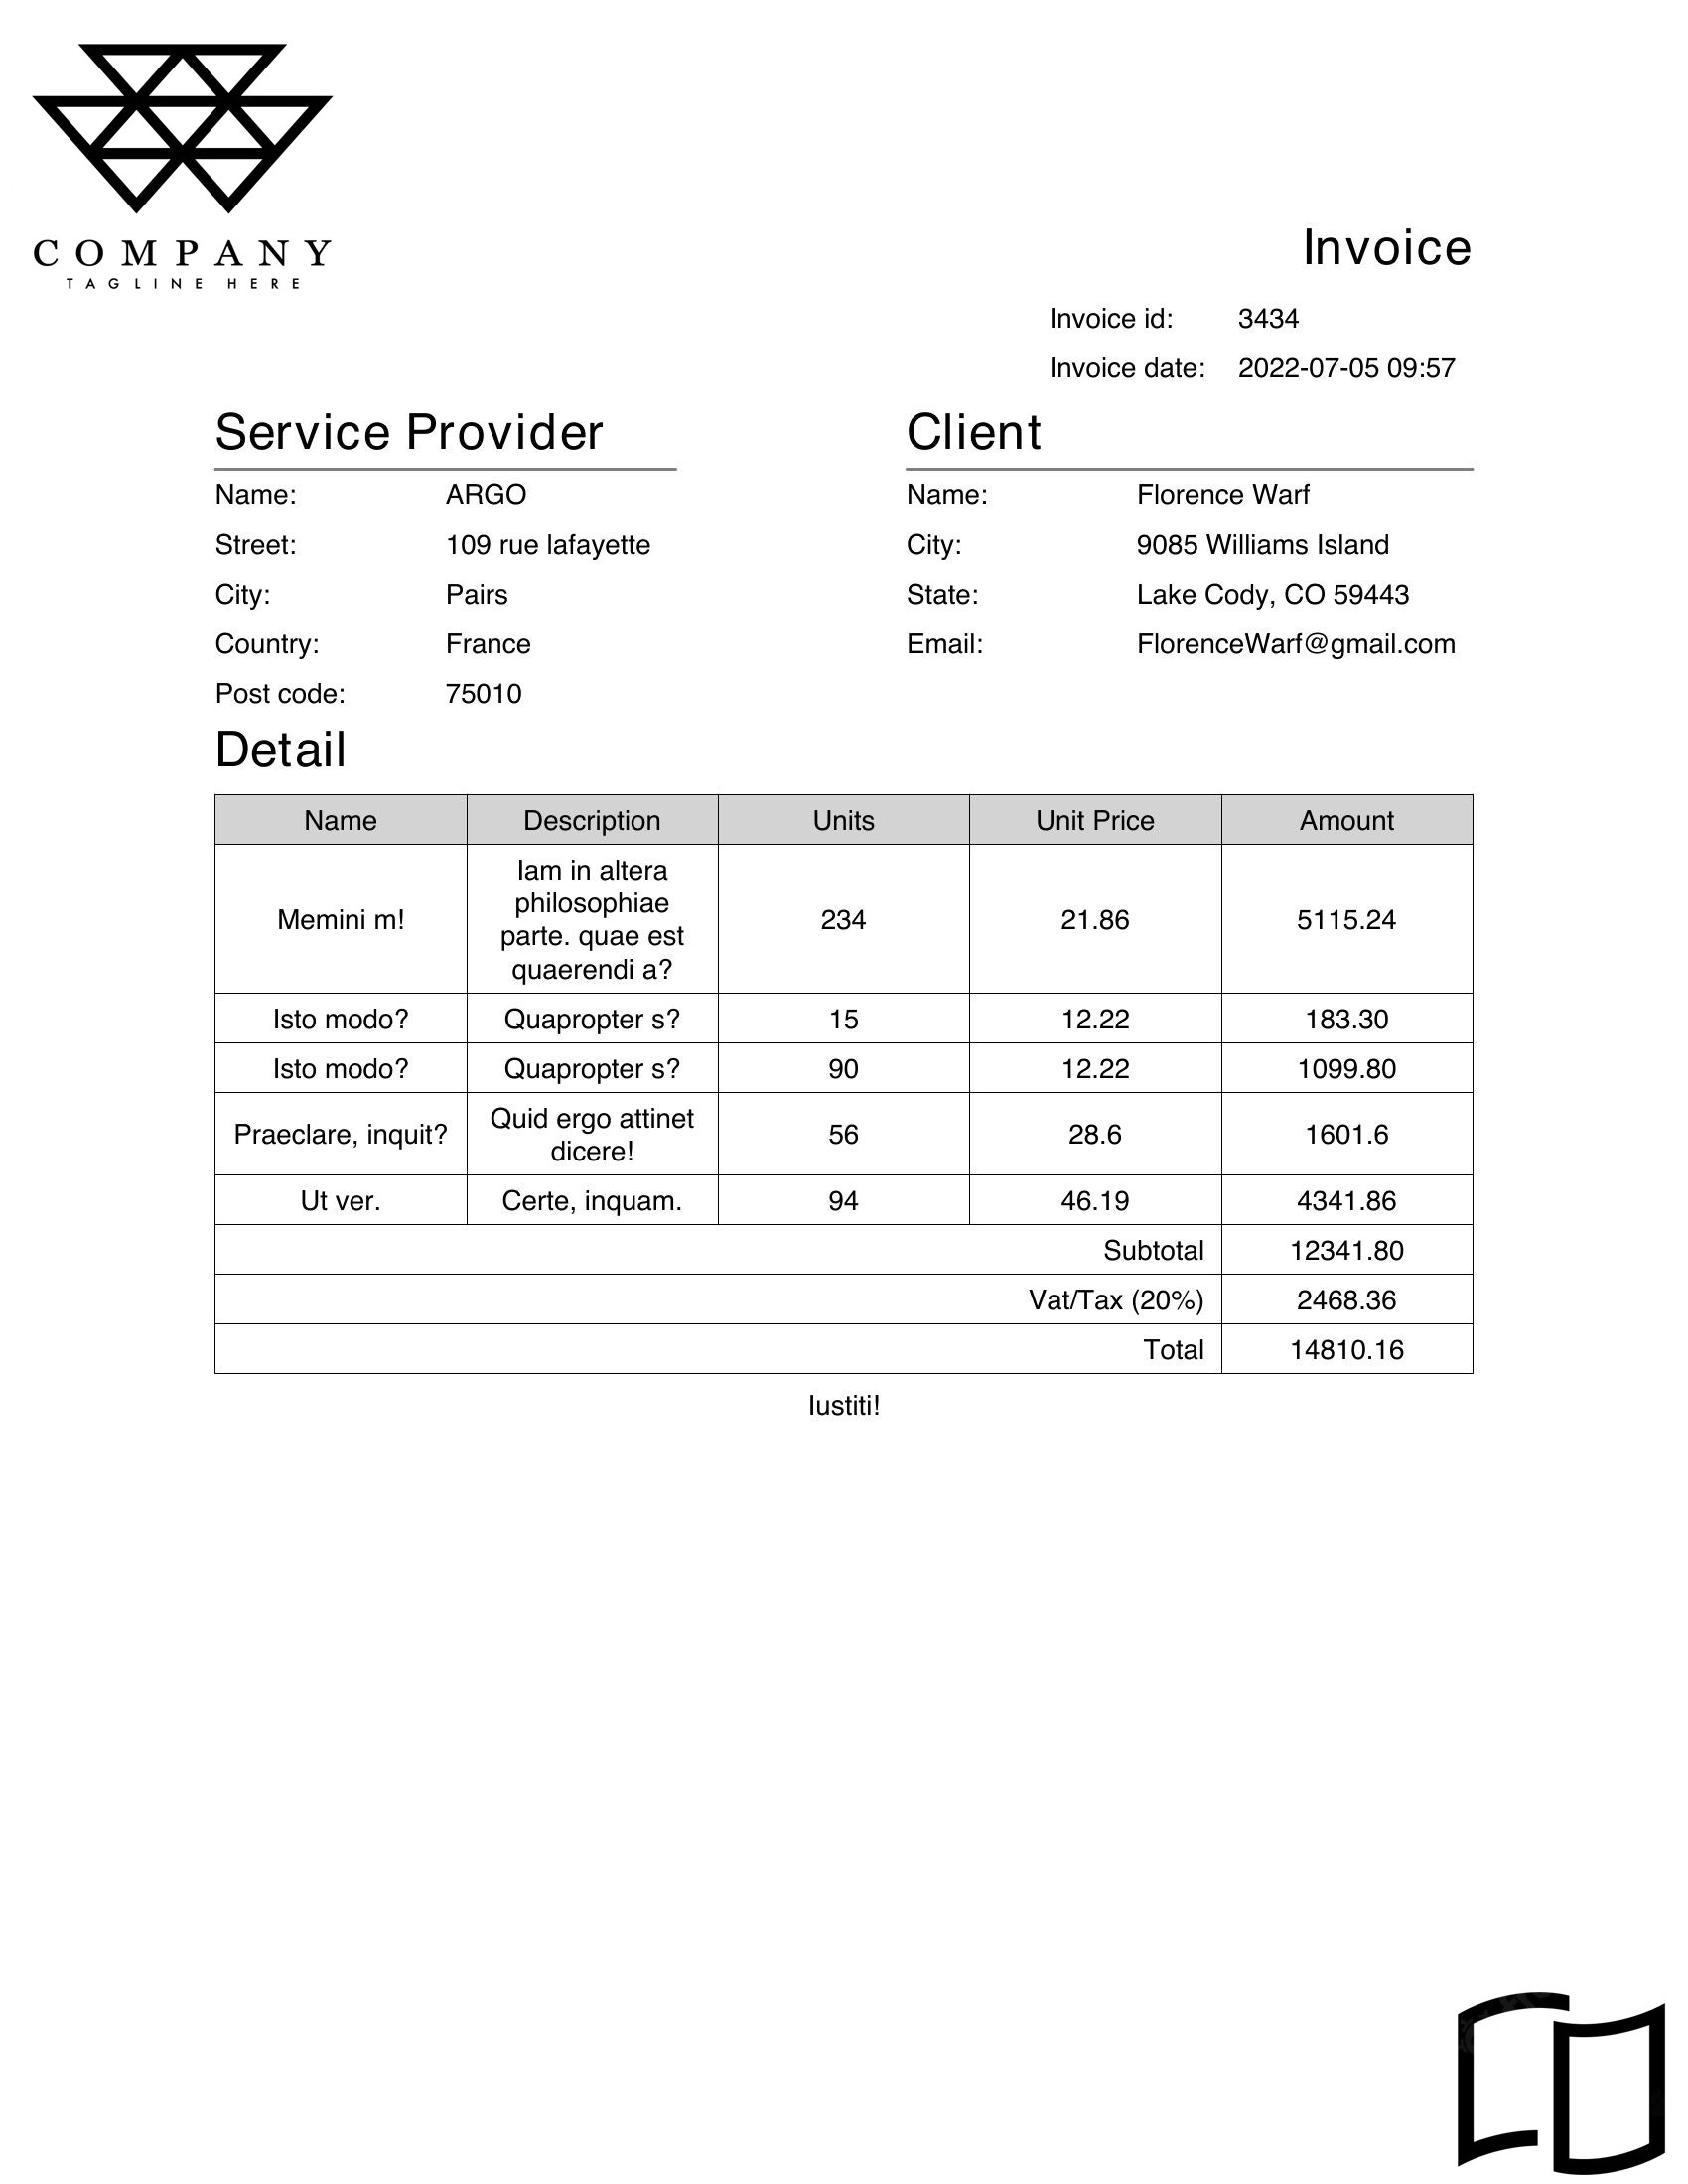 COMPANY
TAGLINE HERE
Invoice
Invoice id: 3434
Invoice date: 2022-07-05 09:57
Service Provider
Name: ARGO
Street: 109 rue lafayette
City: Pairs
Country: France
Post code: 75010
Client
Name: Florence Warf
City: 9085 Williams Island
State: Lake Cody, CO 59443
Email: FlorenceWarf@gmail.com
Detail
Name Description Units Unit Price Amount
Memini m! Iam in altera philosophiae parte. quae est quaerendi a? 234 21.86 5115.24
Isto modo? Quapropter s? 15 12.22 183.30
Isto modo? Quapropter s? 90 12.22 1099.80
Praeclare, inquit? Quid ergo attinet dicere! 56 28.6 1601.6
Ut ver. Certe, inquam. 94 46.19 4341.86
Subtotal 12341.80
Vat/Tax (20%) 2468.36
Total 14810.16
Iustiti!